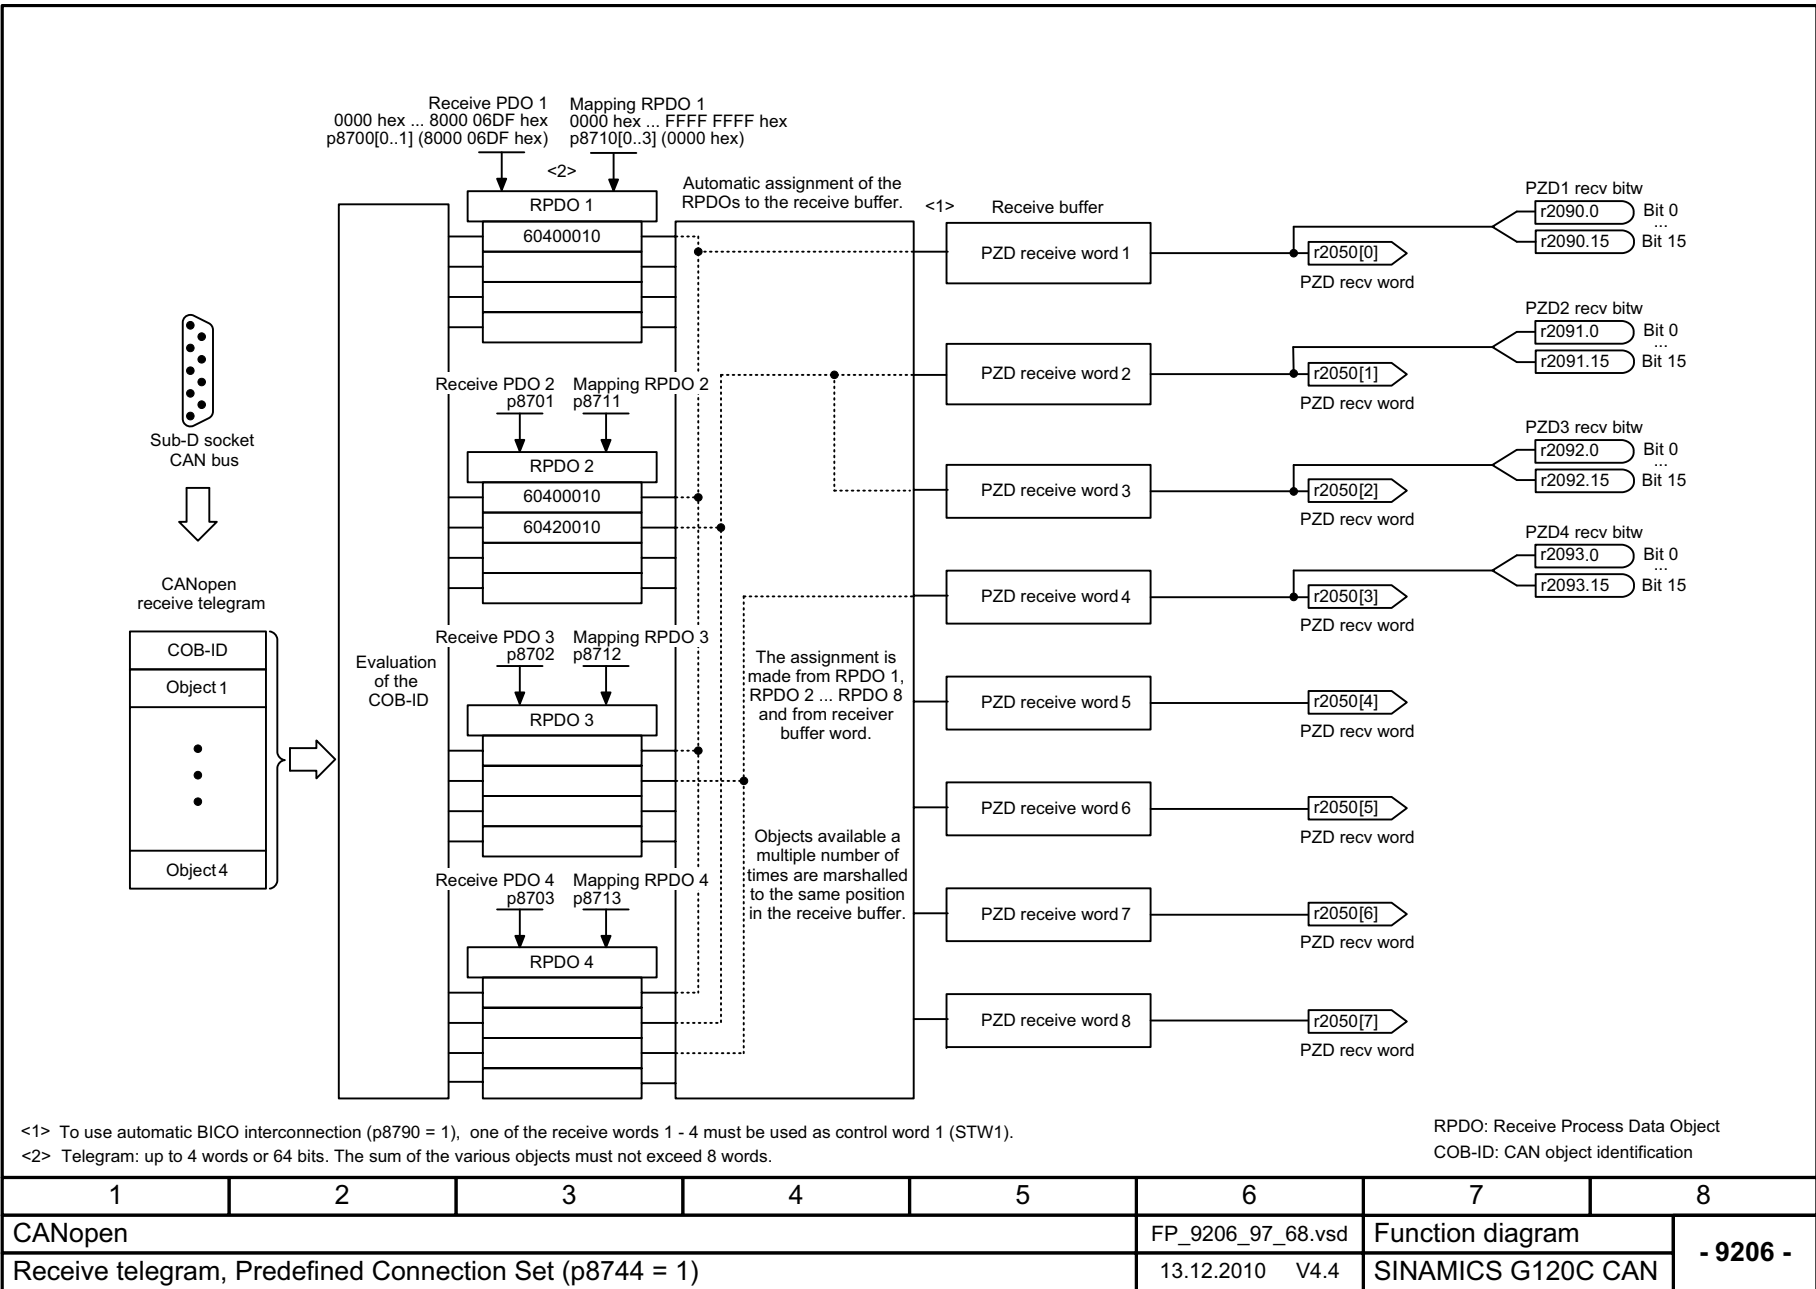 Receive PDO 1
0000 hex ... 8000 06DF hex
p8700[0..1] (8000 06DF hex)
Mapping RPDO 1
0000 hex ... FFFF FFFF hex
p8710[0..3] (0000 hex)
<2>
RPDO 1
60400010
Automatic assignment of the
RPDOs to the receive buffer.
<1>
Receive buffer
PZD receive word 1
r2050[0]
PZD recv word
PZD1 recv bitw
r2090.0
Bit 0
...
r2090.15
Bit 15
PZD receive word 2
r2050[1]
PZD recv word
PZD2 recv bitw
r2091.0
Bit 0
...
r2091.15
Bit 15
Sub-D socket
CAN bus
Receive PDO 2
p8701
Mapping RPDO 2
p8711
RPDO 2
60400010
60420010
PZD receive word 3
r2050[2]
PZD recv word
PZD3 recv bitw
r2092.0
Bit 0
...
r2092.15
Bit 15
PZD receive word 4
r2050[3]
PZD recv word
PZD4 recv bitw
r2093.0
Bit 0
...
r2093.15
Bit 15
CANopen
receive telegram
COB-ID
Object 1
Object 4
Evaluation
of the
COB-ID
Receive PDO 3
p8702
Mapping RPDO 3
p8712
RPDO 3
The assignment is
made from RPDO 1,
RPDO 2 ... RPDO 8
and from receiver
buffer word.
PZD receive word 5
r2050[4]
PZD recv word
PZD receive word 6
r2050[5]
PZD recv word
Objects available a
multiple number of
times are marshalled
to the same position
in the receive buffer.
Receive PDO 4
p8703
Mapping RPDO 4
p8713
RPDO 4
PZD receive word 7
r2050[6]
PZD recv word
PZD receive word 8
r2050[7]
PZD recv word
<1> To use automatic BICO interconnection (p8790 = 1), one of the receive words 1 - 4 must be used as control word 1 (STW1).
<2> Telegram: up to 4 words or 64 bits. The sum of the various objects must not exceed 8 words.
RPDO: Receive Process Data Object
COB-ID: CAN object identification
1 2 3 4 5 6 7 8
CANopen
FP_9206_97_68.vsd
Function diagram
- 9206 -
Receive telegram, Predefined Connection Set (p8744 = 1)
13.12.2010 V4.4
SINAMICS G120C CAN